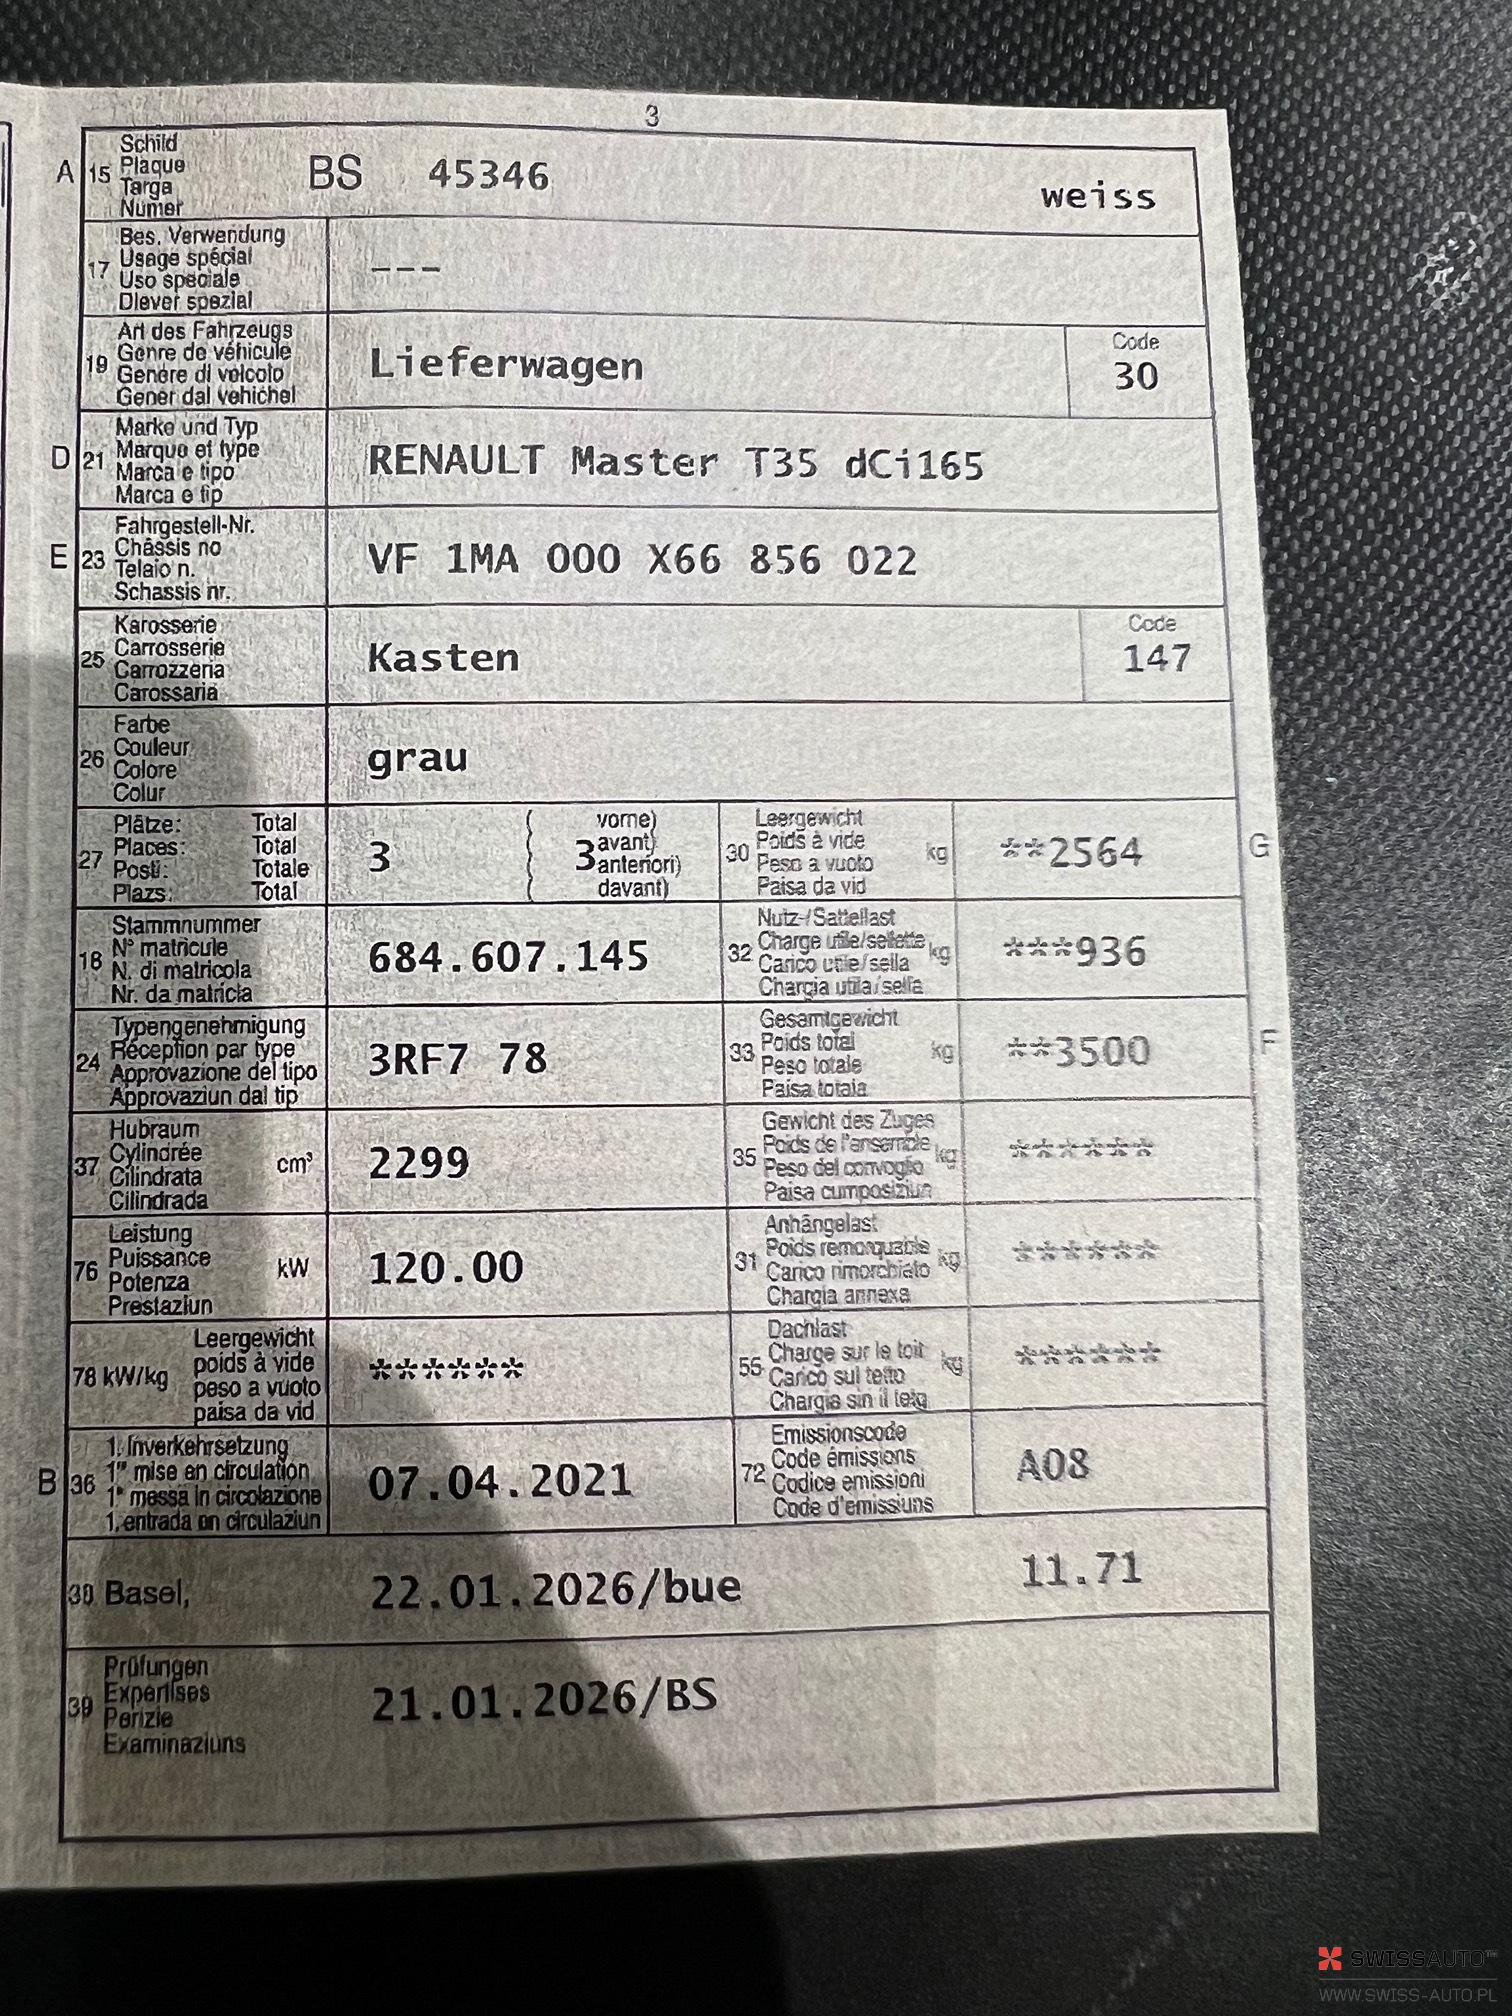 3
A 15 Schild
Plaque
Targa
Numer
BS 45346 weiss
17 Bes. Verwendung
Usage spécial
Uso speciale
Diever spezial
---
19 Art des Fahrzeugs
Genre de véhicule
Genere di veicolo
Gener dal vehichel
Lieferwagen
Code
30
D 21 Marke und Typ
Marque et type
Marca e tipo
Marca e tip
RENAULT Master T35 dCi165
E 23 Fahrgestell-Nr.
Châssis no
Telaio n.
Schassis nr.
VF 1MA 000 X66 856 022
25 Karosserie
Carrosserie
Carrozzeria
Carossaria
Kasten
Code
147
26 Farbe
Couleur
Colore
Colur
grau
27 Plätze: Total
Places: Total
Posti: Totale
Plazs: Total
3
3
( vorne)
( avant)
( anteriori)
( davant)
30 Leergewicht
Poids à vide
Peso a vuoto
Paisa da vid
kg
**2564
G
18 Stammnummer
N° matricule
N. di matricola
Nr. da matricla
684.607.145
32 Nutz-/Sattellast
Charge utile/sellette
Carico utile/sella
Chargia utila/sella
kg
***936
24 Typengenehmigung
Réception par type
Approvazione del tipo
Approvaziun dal tip
3RF7 78
33 Gesamtgewicht
Poids total
Peso totale
Paisa totala
kg
**3500
F
37 Hubraum
Cylindrée
Cilindrata
Cilindrada
cm³
2299
35 Gewicht des Zuges
Poids de l'ensemble
Peso del convoglio
Paisa cumposiziun
kg
******
76 Leistung
Puissance
Potenza
Prestaziun
kW
120.00
31 Anhängelast
Poids remorquable
Carico rimorchiato
Chargia annexa
kg
******
78 kW/kg
Leergewicht
poids à vide
peso a vuoto
paisa da vid
******
55 Dachlast
Charge sur le toit
Carico sul tetto
Chargia sin il tetg
kg
******
B 36 1. Inverkehrsetzung
1re mise en circulation
1a messa in circolazione
1. entrada en circulaziun
07.04.2021
72 Emissionscode
Code émissions
Codice emissioni
Code d'emissiuns
A08
38 Basel, 22.01.2026/bue 11.71
39 Prüfungen
Expertises
Perizie
Examinaziuns
21.01.2026/BS
SWISSAUTO™
WWW.SWISS-AUTO.PL